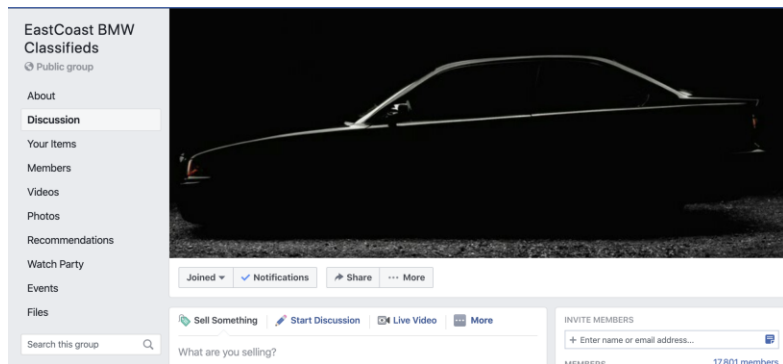 EastCoast BMW
Classifieds
Public group
About
Discussion
Your Items
Members
Videos
Photos
Recommendations
Watch Party
Events
Files
Search this group
Joined
Notifications
Share
More
Sell Something
Start Discussion
Live Video
More
What are you selling?
INVITE MEMBERS
+ Enter name or email address...
MEMBERS
17,801 members